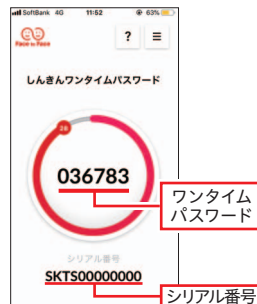 SoftBank 4G 11:52 63%
Face to Face
? ≡
しんきんワンタイムパスワード
28
036783
ワンタイム
パスワード
シリアル番号
SKTS00000000
シリアル番号